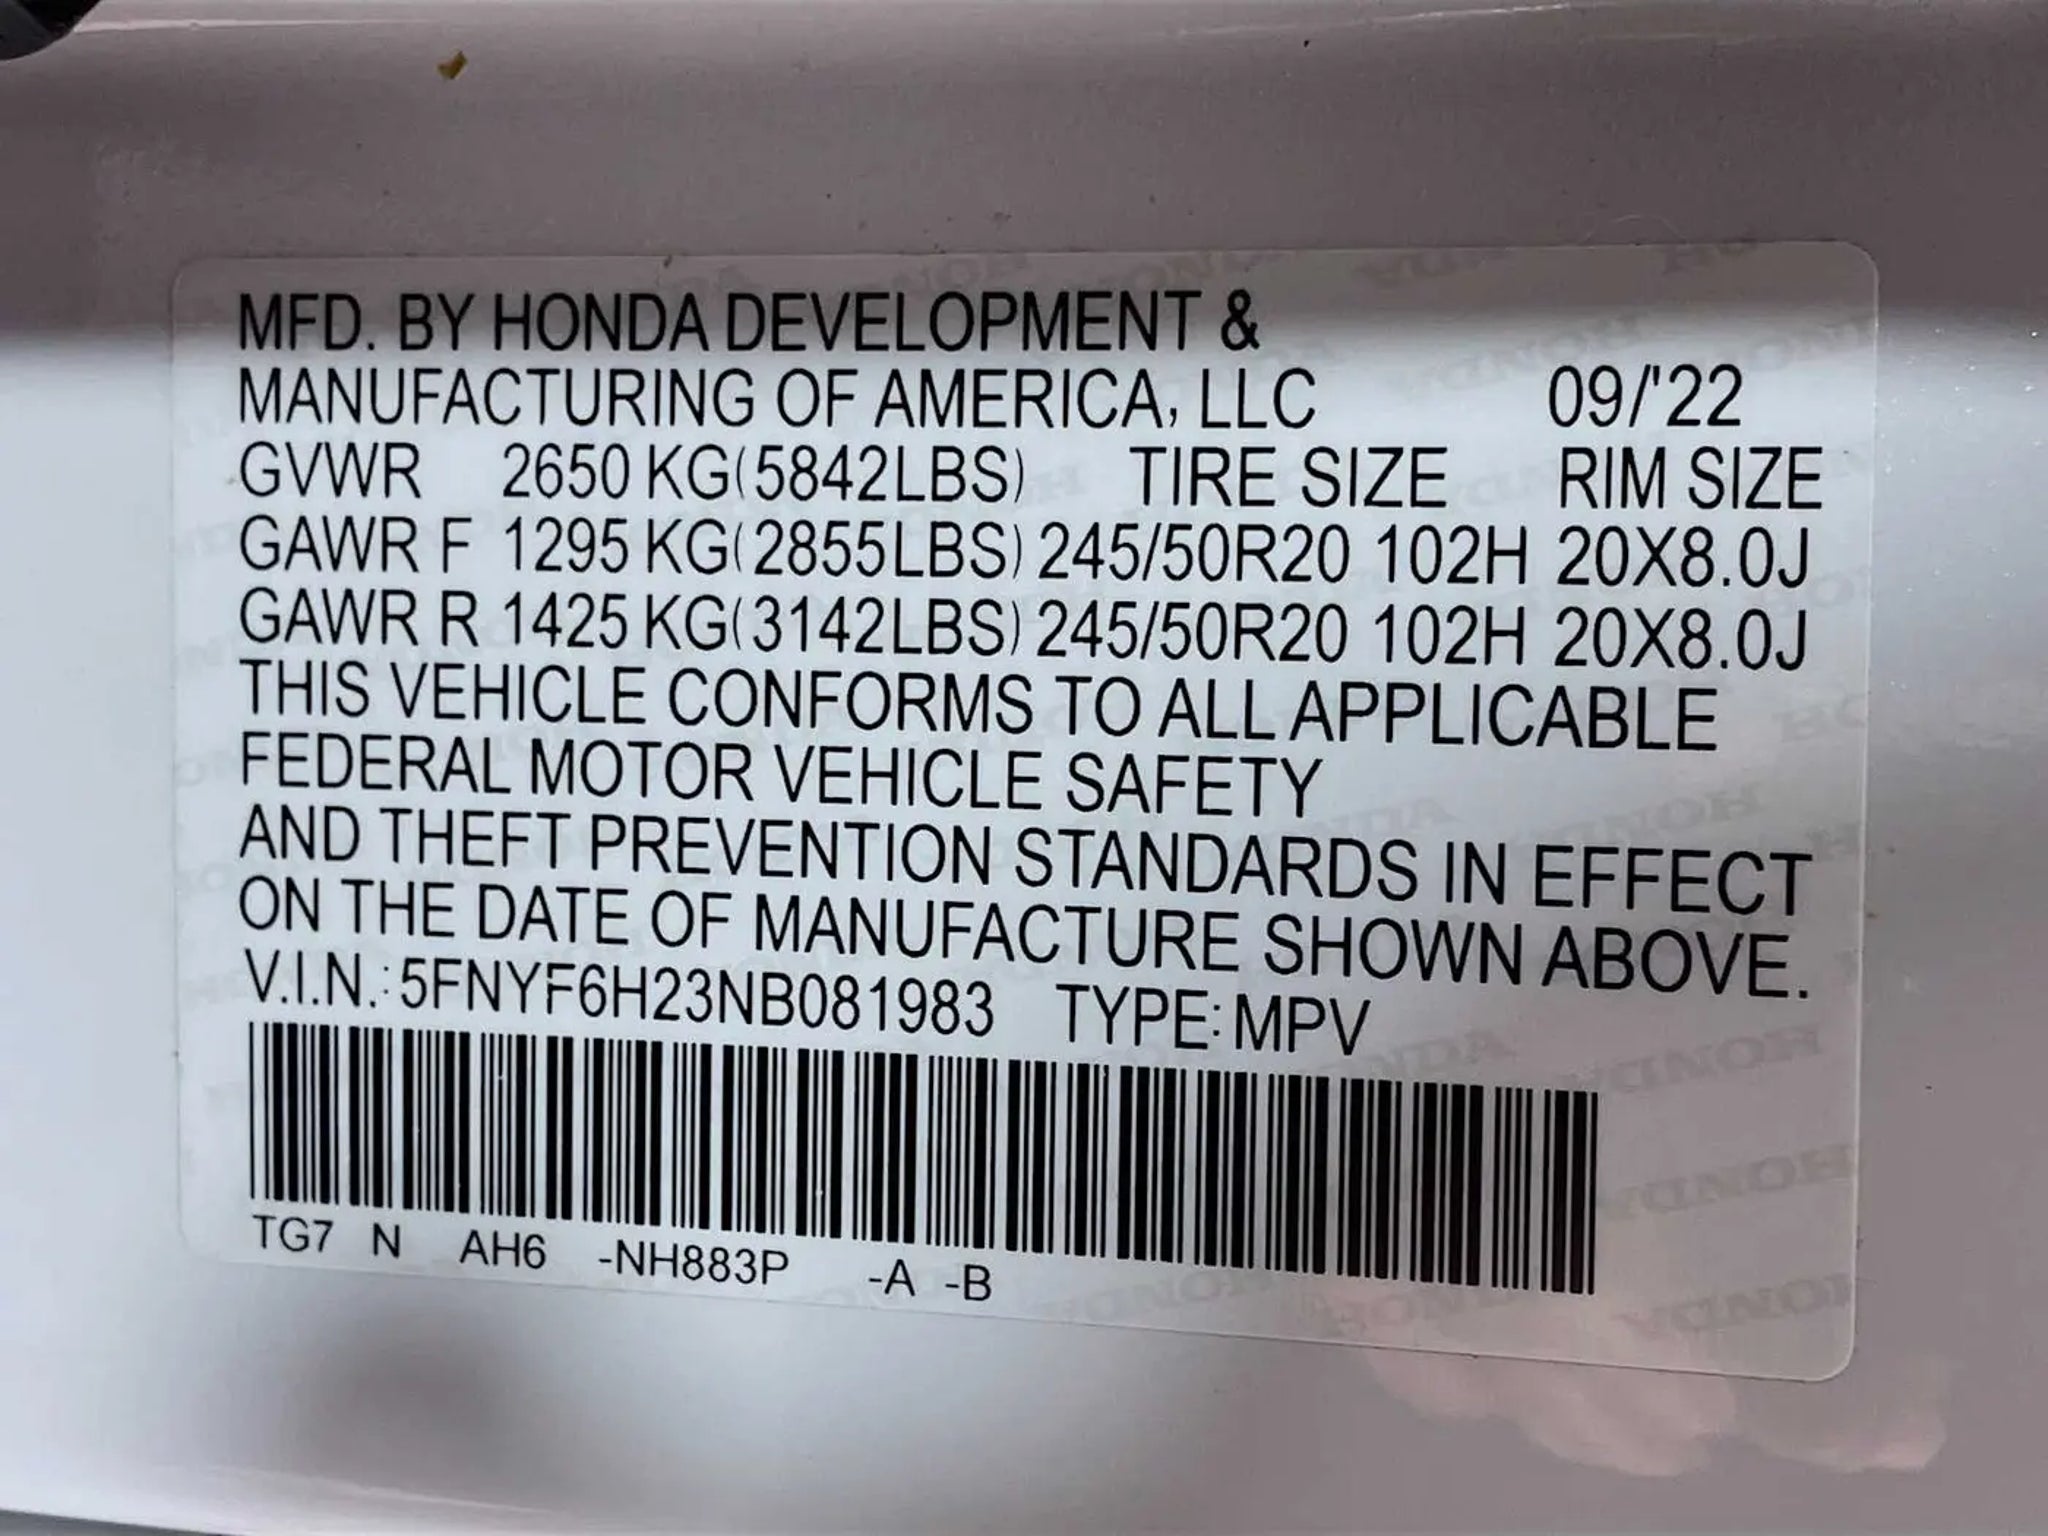 MFD. BY HONDA DEVELOPMENT &
MANUFACTURING OF AMERICA, LLC 09/'22
GVWR 2650 KG(5842LBS) TIRE SIZE RIM SIZE
GAWR F 1295 KG(2855LBS) 245/50R20 102H 20X8.0J
GAWR R 1425 KG(3142LBS) 245/50R20 102H 20X8.0J
THIS VEHICLE CONFORMS TO ALL APPLICABLE
FEDERAL MOTOR VEHICLE SAFETY
AND THEFT PREVENTION STANDARDS IN EFFECT
ON THE DATE OF MANUFACTURE SHOWN ABOVE.
V.I.N.: 5FNYF6H23NB081983 TYPE: MPV
TG7 N AH6 -NH883P -A -B